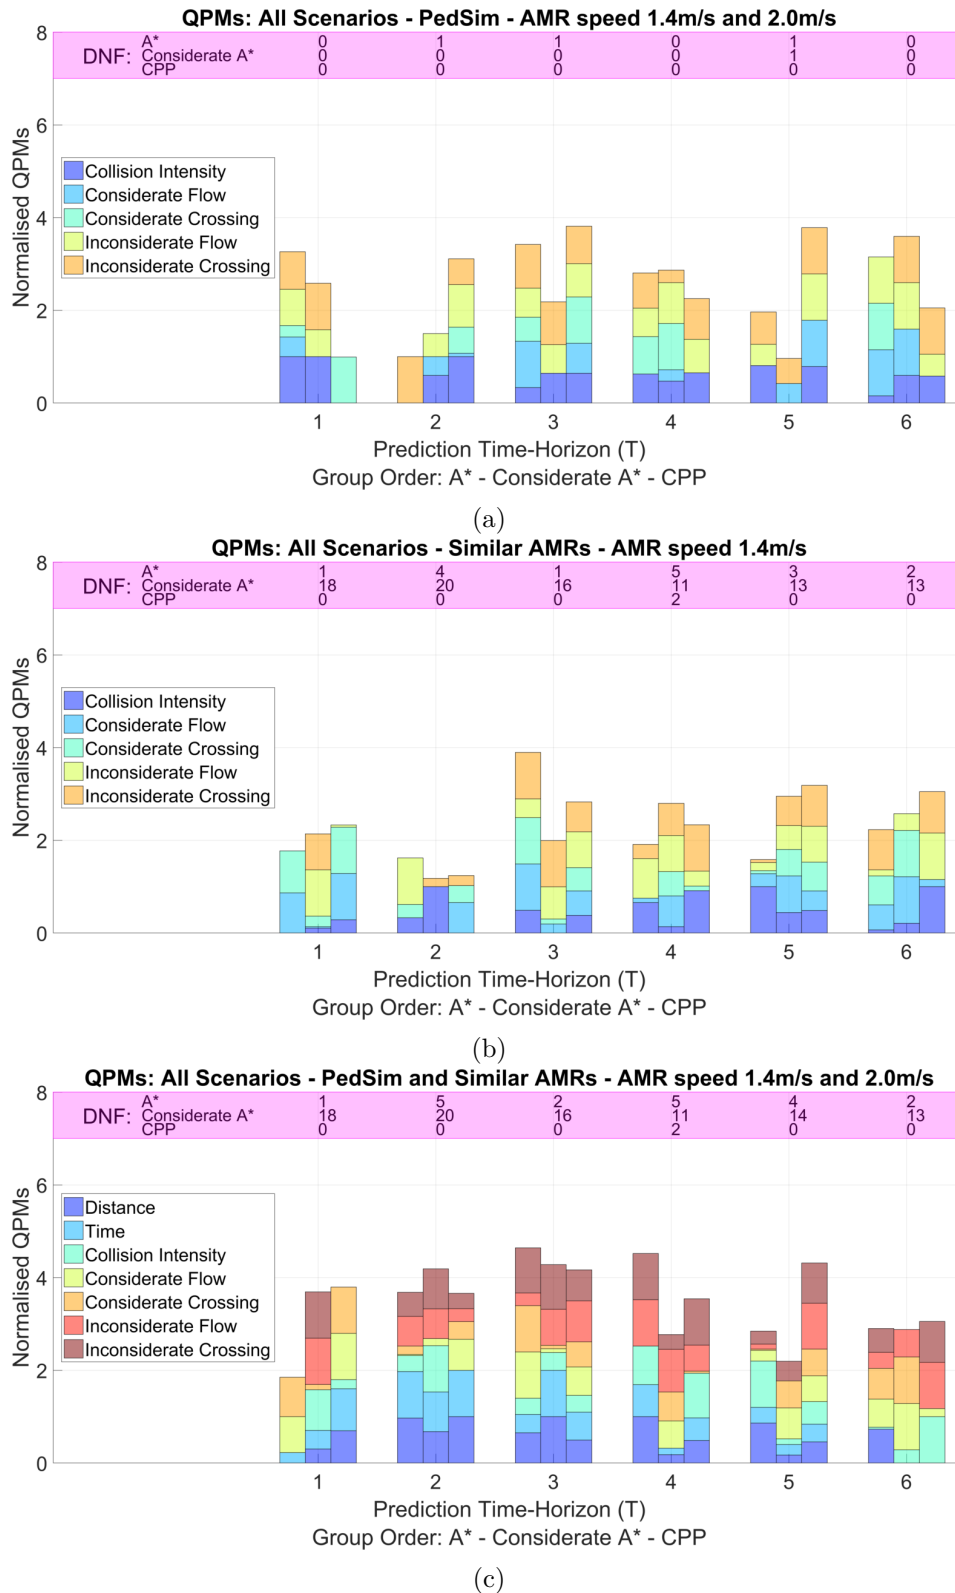 QPMs: All Scenarios - PedSim - AMR speed 1.4m/s and 2.0m/s
8
DNF:
A* 0 1 1 0 1 0
Considerate A* 0 0 0 0 1 0
CPP 0 0 0 0 0 0
6
Normalised QPMs
Collision Intensity
Considerate Flow
Considerate Crossing
Inconsiderate Flow
Inconsiderate Crossing
4
2
0
1 2 3 4 5 6
Prediction Time-Horizon (T)
Group Order: A* - Considerate A* - CPP
(a)
QPMs: All Scenarios - Similar AMRs - AMR speed 1.4m/s
8
DNF:
A* 1 4 1 5 3 2
Considerate A* 18 20 16 11 13 13
CPP 0 0 0 2 0 0
6
Normalised QPMs
Collision Intensity
Considerate Flow
Considerate Crossing
Inconsiderate Flow
Inconsiderate Crossing
4
2
0
1 2 3 4 5 6
Prediction Time-Horizon (T)
Group Order: A* - Considerate A* - CPP
(b)
QPMs: All Scenarios - PedSim and Similar AMRs - AMR speed 1.4m/s and 2.0m/s
8
DNF:
A* 1 5 2 5 4 2
Considerate A* 18 20 16 11 14 13
CPP 0 0 0 2 0 0
6
Normalised QPMs
Distance
Time
Collision Intensity
Considerate Flow
Considerate Crossing
Inconsiderate Flow
Inconsiderate Crossing
4
2
0
1 2 3 4 5 6
Prediction Time-Horizon (T)
Group Order: A* - Considerate A* - CPP
(c)